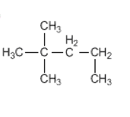 CH₃
H₂
H₃C—C—C—CH₂
CH₃ CH₃